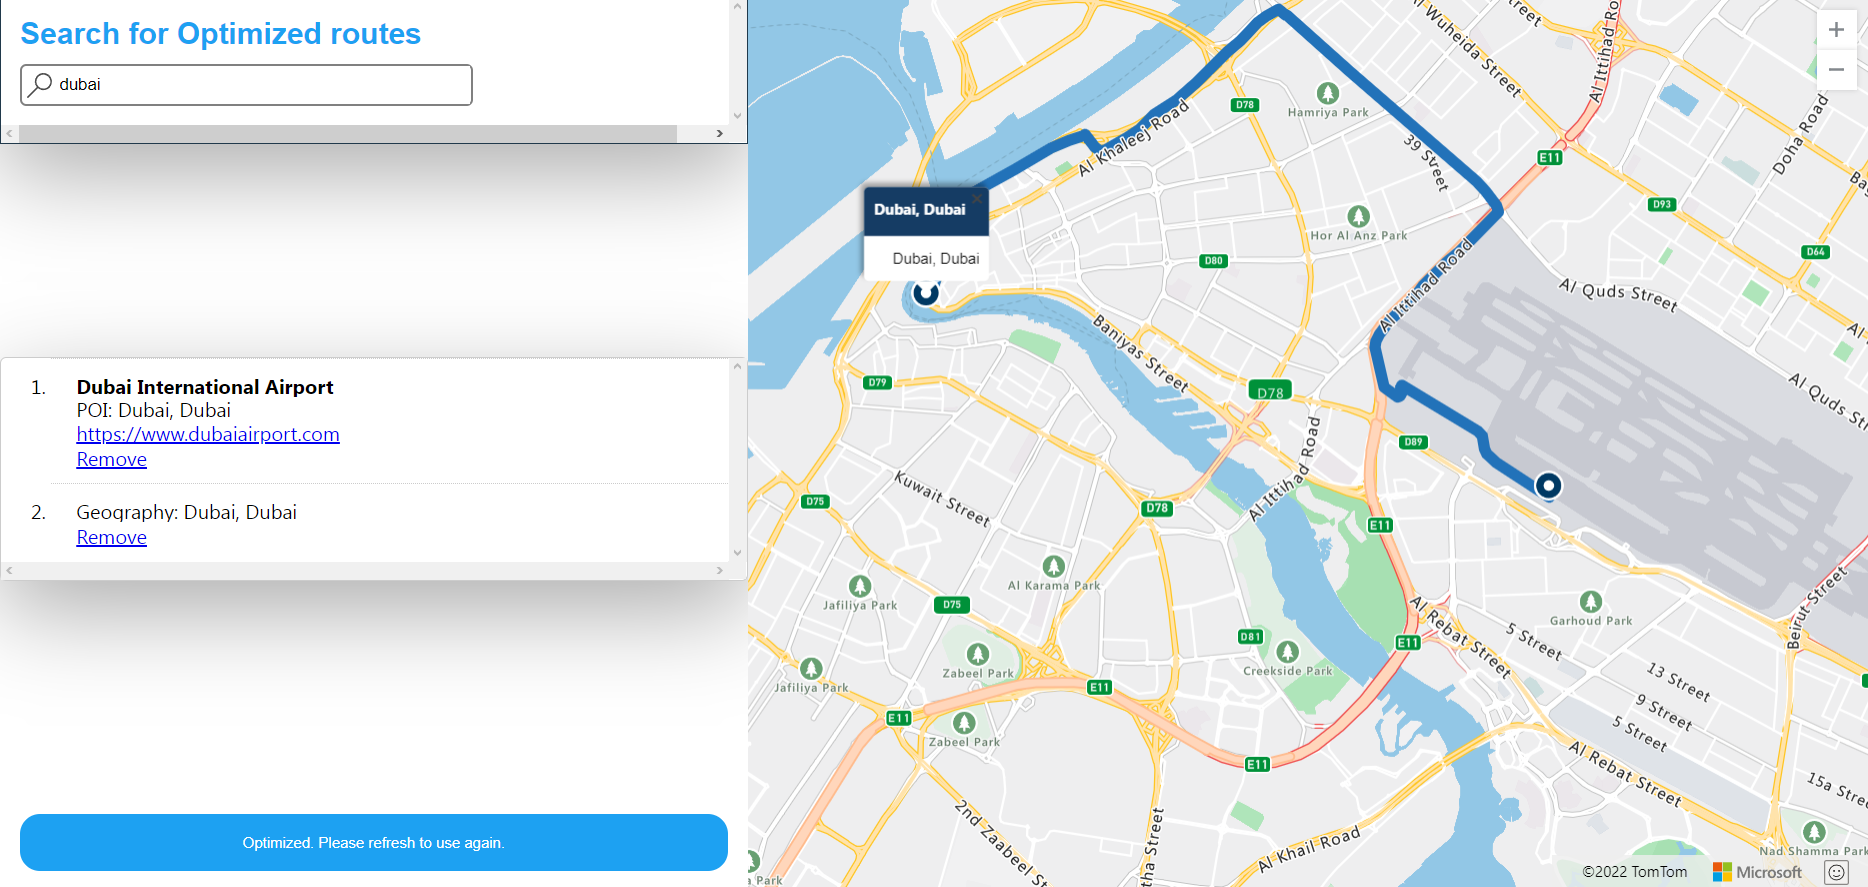 Search for Optimized routes
dubai
1. Dubai International Airport
POI: Dubai, Dubai
https://www.dubaiairport.com
Remove
2. Geography: Dubai, Dubai
Remove
Optimized. Please refresh to use again.
Dubai, Dubai
Dubai, Dubai
Al Wuheida Street
Al Ittihad Ro
D78
Hamriya Park
Al Khaleej Road
39 Street
E11
Doha Road
D93
Hor Al Anz Park
D80
D64
Al Ittihad Road
Al Quds Street
Baniyas Street
D79
D78
Al Quds St
D89
Kuwait Street
Al Ittihad Road
D75
D78
E11
Al Karama Park
Jafiliya Park
D75
Al Rebat Street
Garhoud Park
Beirut Street
D81
E11
5 Street
Creekside Park
Zabeel Park
Jafiliya Park
E11
13 Street
9 Street
E11
5 Street
Zabeel Park
E11
Al Rebat Street
15a Stree
2nd Zaabeel St
tha Street
Al Khail Road
Nad Shamma Park
a Park
©2022 TomTom
Microsoft